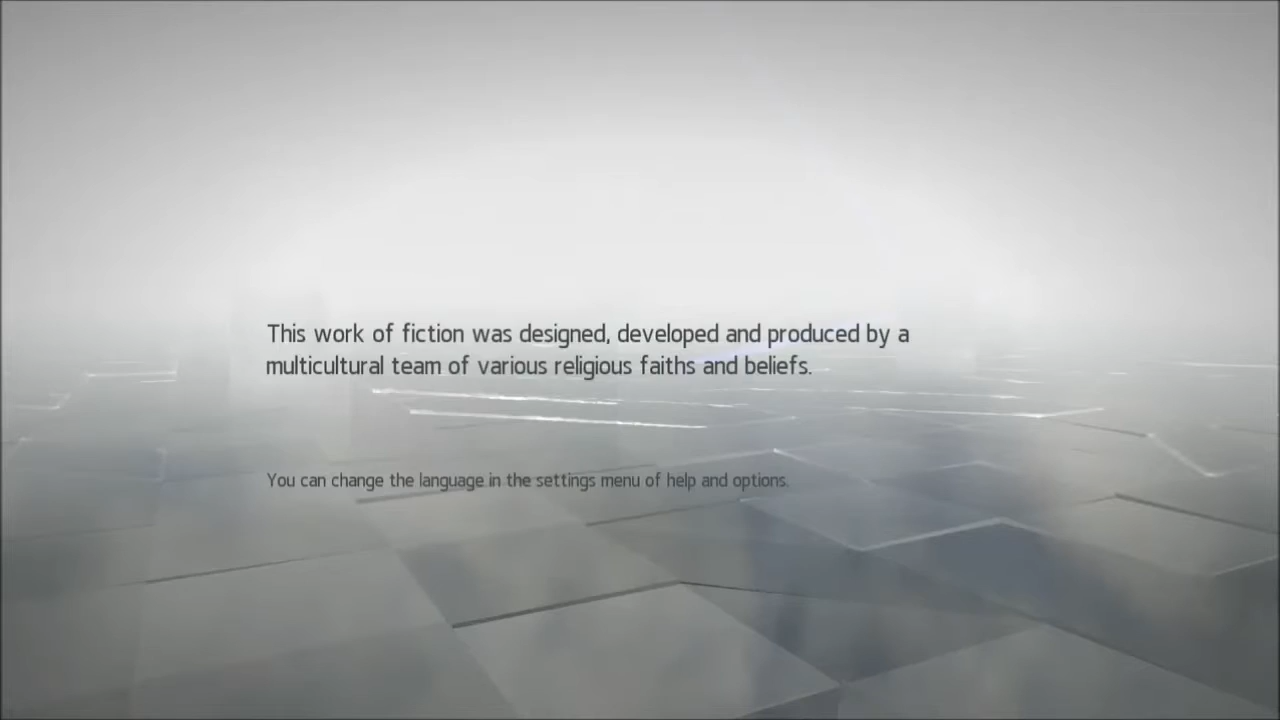 This work of fiction was designed, developed and produced by a
multicultural team of various religious faiths and beliefs.
You can change the language in the settings menu of help and options.